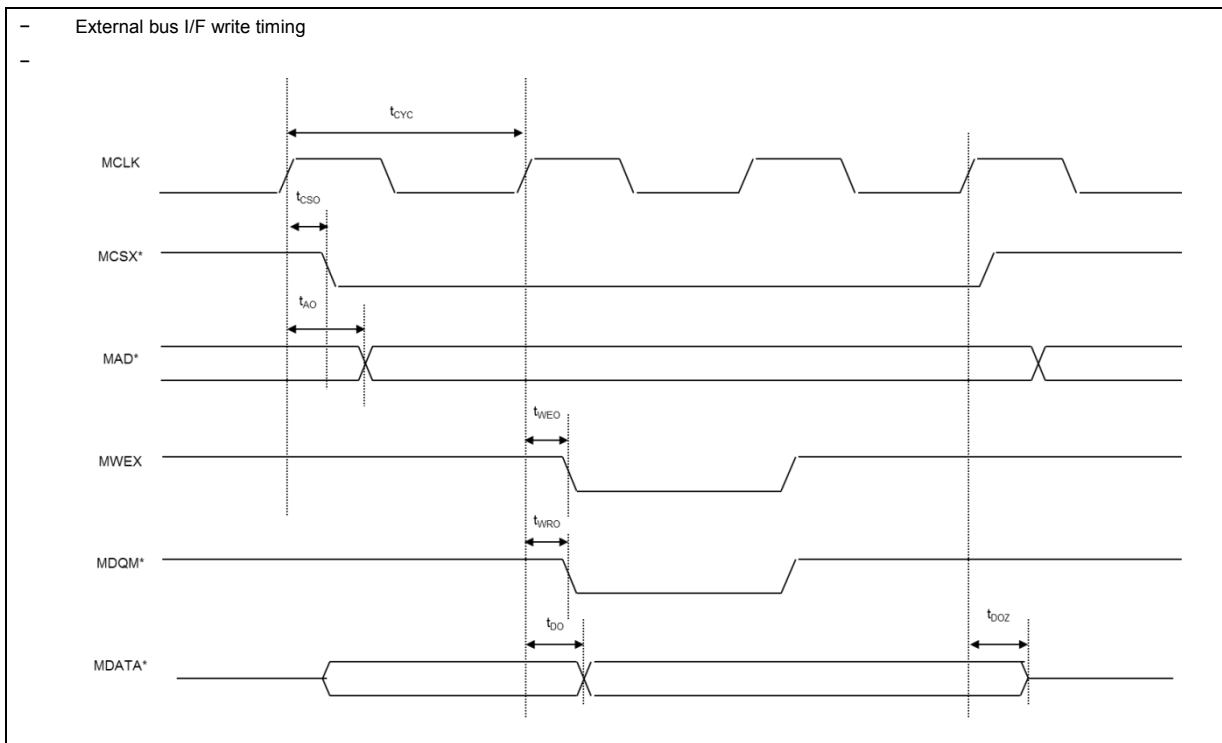 – External bus I/F write timing
–
tCYC
MCLK
tCSO
MCSX*
tAO
MAD*
tWEO
MWEX
tWRO
MDQM*
tDO
tDOZ
MDATA*